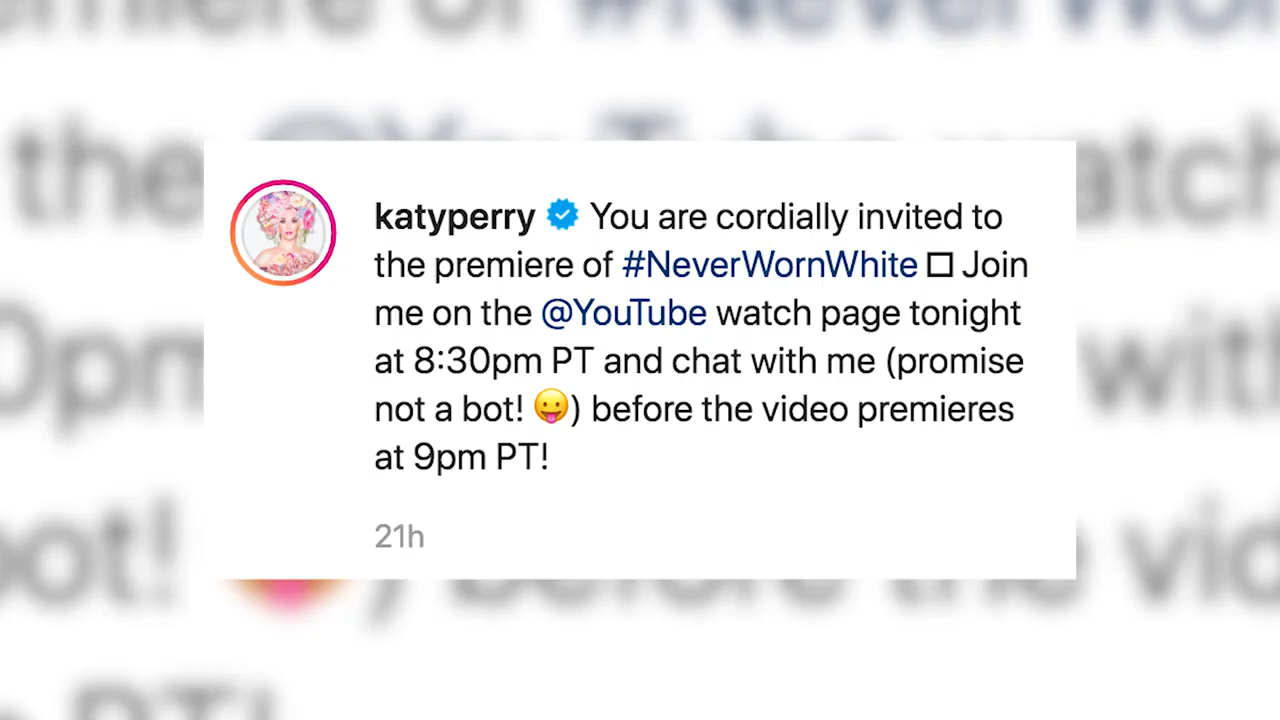 katyperry You are cordially invited to
the premiere of #NeverWornWhite □ Join
me on the @YouTube watch page tonight
at 8:30pm PT and chat with me (promise
not a bot! 😛) before the video premieres
at 9pm PT!
21h